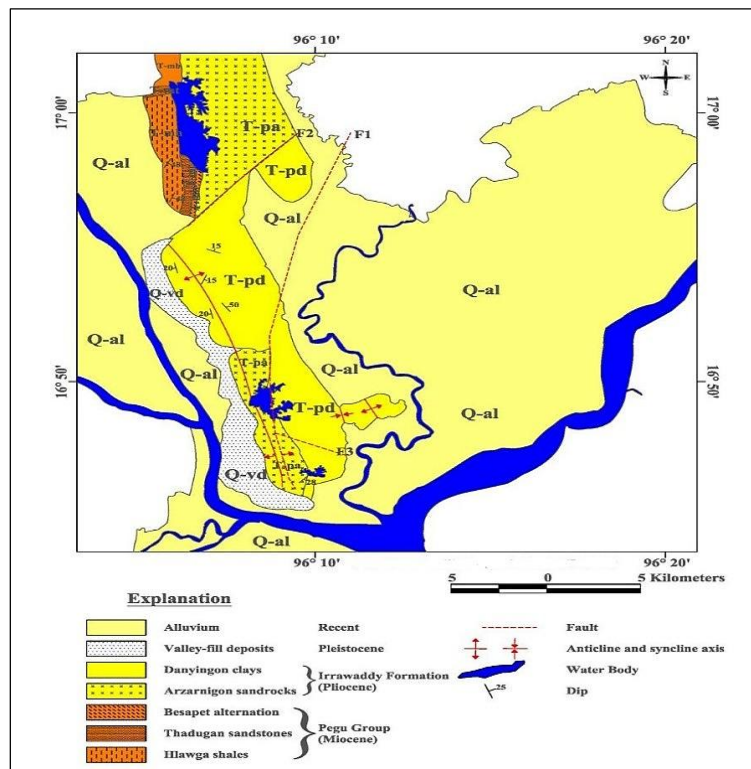 96° 10' 96° 20'
N
W E
S
T-mb
17° 00' 17° 00'
T-pa
F2 F1
Q-al
T-pd
Q-al
15
20 15
T-pd
Q-vd
50
20
Q-al
Q-al
Q-al
T-pa
Q-al
16° 50' 16° 50'
Q-al
T-pd
F3
Q-vd
T-pa
28
Q-al
96° 10' 96° 20'
5 0 5 Kilometers
Explanation
Alluvium Recent Fault
Valley-fill deposits Pleistocene Anticline and syncline axis
Danyingon clays Irrawaddy Formation Water Body
(Pliocene)
Arzarnigon sandrocks 25 Dip
Besapet alternation
Thadugan sandstones Pegu Group
(Miocene)
Hlawga shales